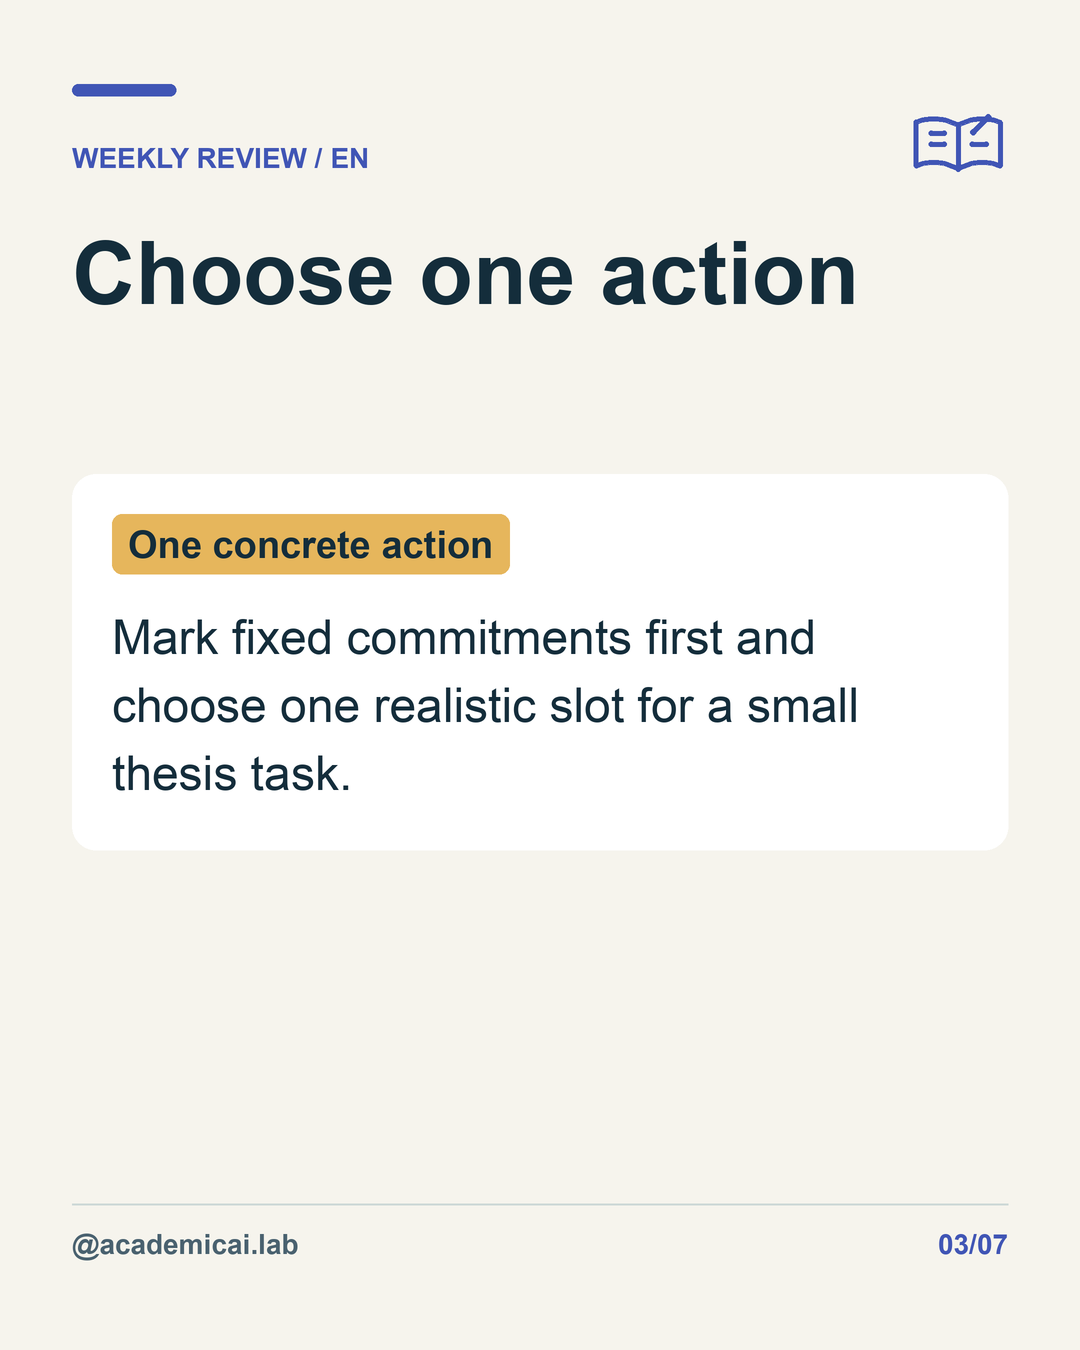 WEEKLY REVIEW / EN
Choose one action
One concrete action
Mark fixed commitments first and
choose one realistic slot for a small
thesis task.
@academicai.lab
03/07